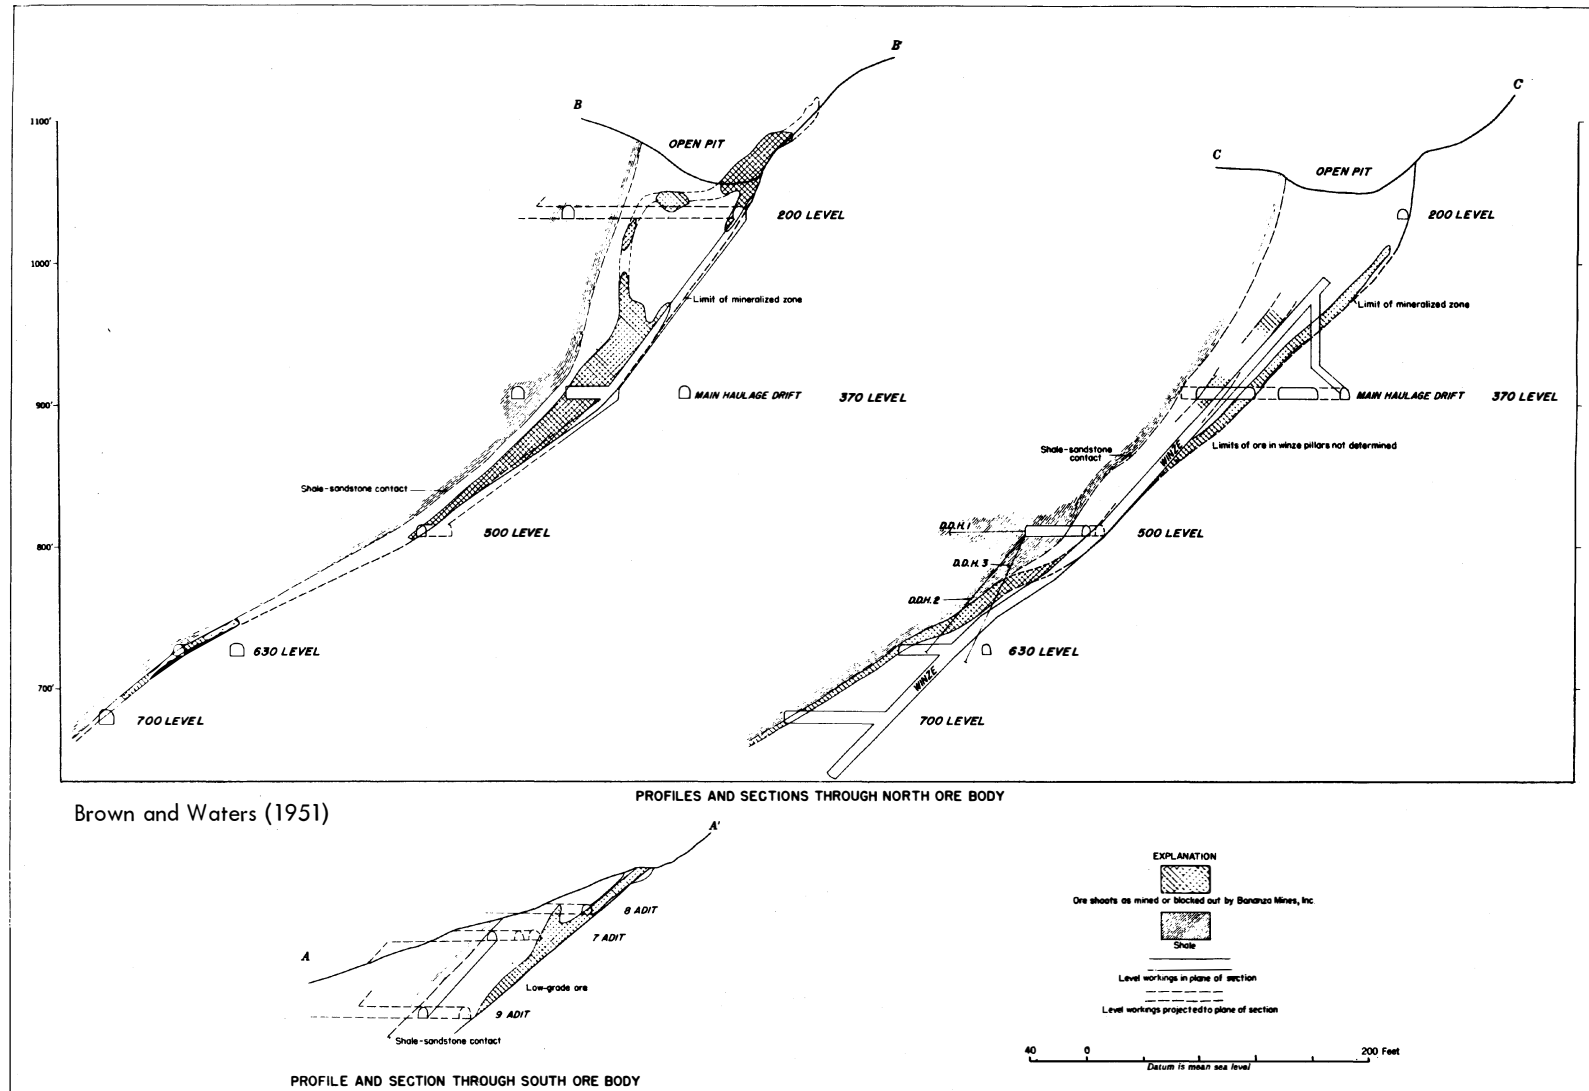 B'
B
C'
C
1100'
OPEN PIT
OPEN PIT
200 LEVEL
200 LEVEL
1000'
Limit of mineralized zone
Limit of mineralized zone
900'
MAIN HAULAGE DRIFT
370 LEVEL
MAIN HAULAGE DRIFT
370 LEVEL
Limits of ore in winze pillars not determined
Shale-sandstone
contact
WINZE
Shale-sandstone contact
D.D.H. 1
500 LEVEL
500 LEVEL
800'
D.D.H. 3
D.D.H. 2
630 LEVEL
630 LEVEL
WINZE
700'
700 LEVEL
700 LEVEL
PROFILES AND SECTIONS THROUGH NORTH ORE BODY
Brown and Waters (1951)
A'
A
8 ADIT
7 ADIT
Low-grade ore
9 ADIT
Shale-sandstone contact
PROFILE AND SECTION THROUGH SOUTH ORE BODY
EXPLANATION
Ore shoots as mined or blocked out by Bonanza Mines, Inc.
Shale
Level workings in plane of section
Level workings projected to plane of section
40 0 200 Feet
Datum is mean sea level